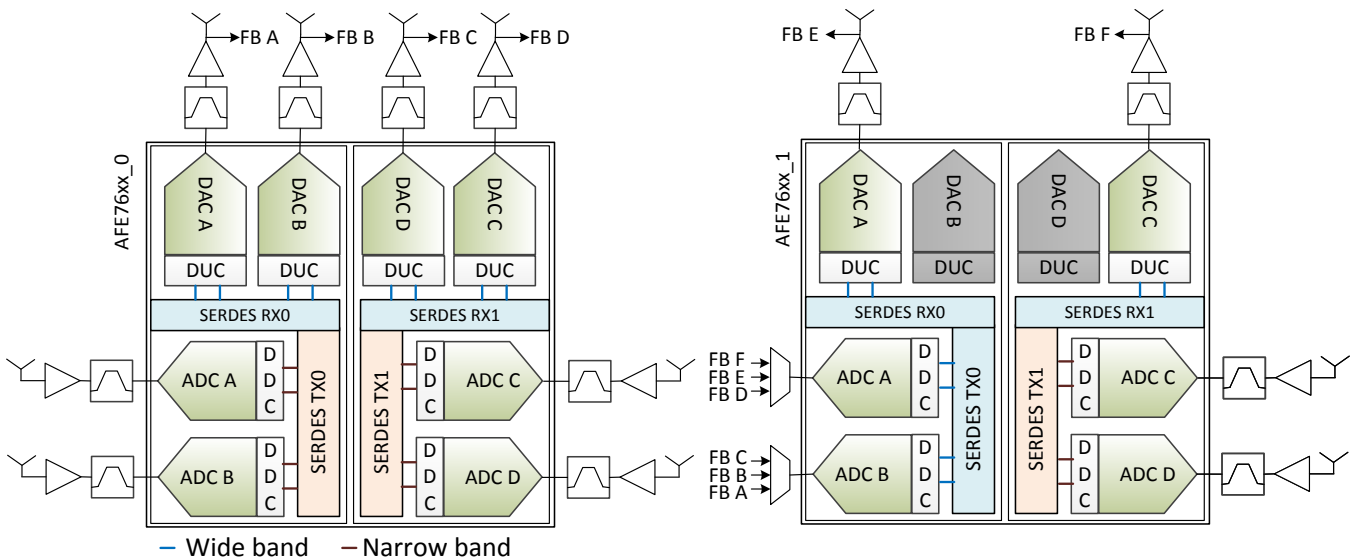 FB A
FB B
FB C
FB D
FB E
FB F
AFE76xx_0
DAC A
DAC B
DAC D
DAC C
DUC
DUC
DUC
DUC
SERDES RX0
SERDES RX1
ADC A
D
D
C
SERDES TX0
SERDES TX1
D
D
C
ADC C
ADC B
D
D
C
D
D
C
ADC D
AFE76xx_1
DAC A
DAC B
DAC D
DAC C
DUC
DUC
DUC
DUC
SERDES RX0
SERDES RX1
FB F
FB E
FB D
ADC A
D
D
C
SERDES TX0
SERDES TX1
D
D
C
ADC C
FB C
FB B
FB A
ADC B
D
D
C
D
D
C
ADC D
Wide band
Narrow band